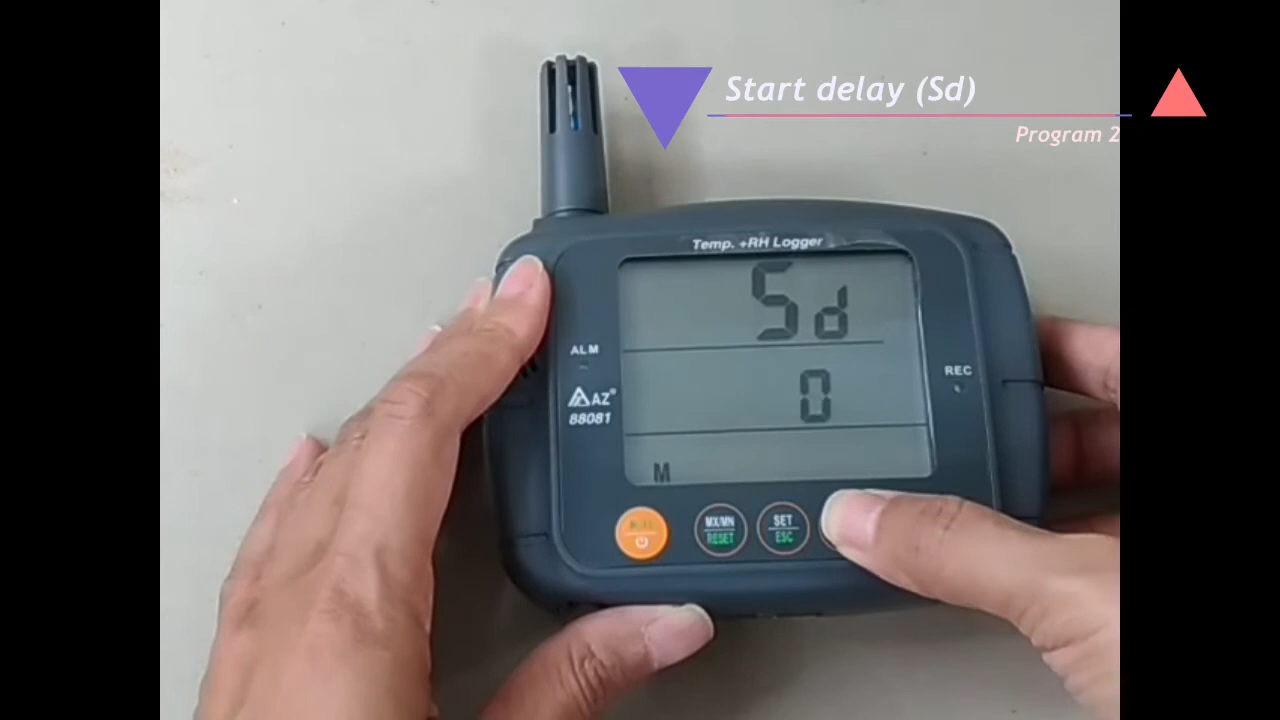 Start delay (Sd)
Program 2
Temp. +RH Logger
Sd
ALM
REC
0
AZ®
88081
M
MX/MN
RESET
SET
ESC